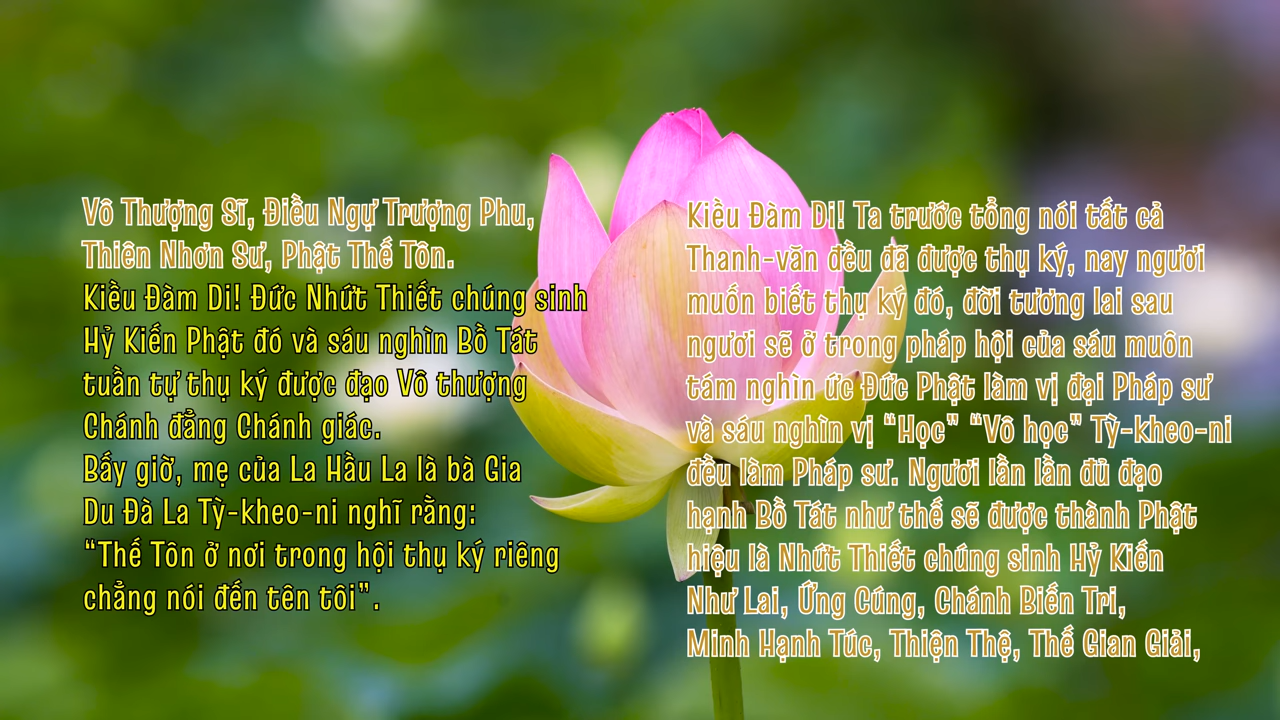 Vô Thượng Sĩ, Điều Ngự Trượng Phu,
Thiên Nhơn Sư, Phật Thế Tôn.
Kiều Đàm Di! Đức Nhứt Thiết chúng sinh
Hỷ Kiến Phật đó và sáu nghìn Bồ Tát
tuần tự thụ ký được đạo Vô thượng
Chánh đẳng Chánh giác.
Bấy giờ, mẹ của La Hầu La là bà Gia
Du Đà La Tỳ-kheo-ni nghĩ rằng:
“Thế Tôn ở nơi trong hội thụ ký riêng
chẳng nói đến tên tôi”.
Kiều Đàm Di! Ta trước tổng nói tất cả
Thanh-văn đều đã được thụ ký, nay ngươi
muốn biết thụ ký đó, đời tương lai sau
ngươi sẽ ở trong pháp hội của sáu muôn
tám nghìn ức Đức Phật làm vị đại Pháp sư
và sáu nghìn vị “Học” “Vô học” Tỳ-kheo-ni
đều làm Pháp sư. Ngươi lần lần đủ đạo
hạnh Bồ Tát như thế sẽ được thành Phật
hiệu là Nhứt Thiết chúng sinh Hỷ Kiến
Như Lai, Ứng Cúng, Chánh Biến Tri,
Minh Hạnh Túc, Thiện Thệ, Thế Gian Giải,